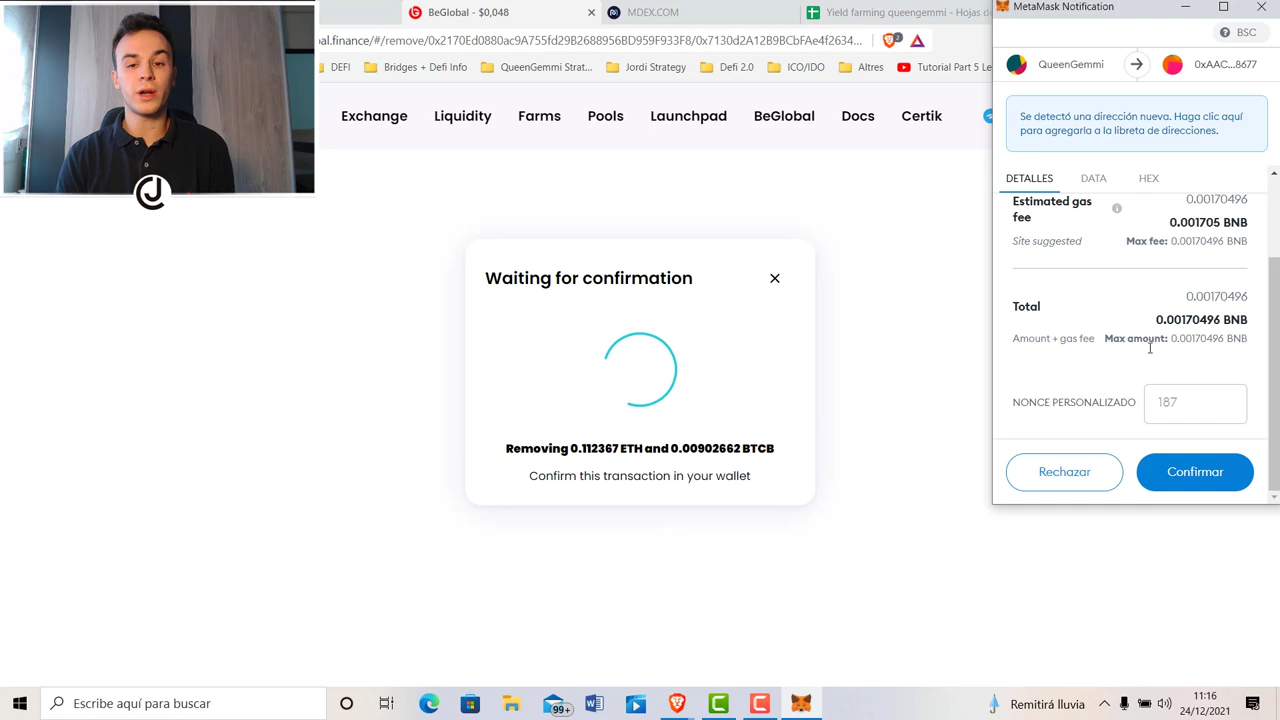 BeGlobal - $0,048
MDEX.COM
Yield farming queengemmi - Hojas de
MetaMask Notification
al.finance/#/remove/0x2170Ed0880ac9A755fd29B2688956BD959F933F8/0x7130d2A12B9BCbFAe4f2634...
2
BSC
DEFI
Bridges + Def Info
QueenGemmi Strat...
Jordi Strategy
Defi 2.0
ICO/IDO
Altres
Tutorial Part 5 Le
QueenGemmi
0xAAC...8677
Exchange
Liquidity
Farms
Pools
Launchpad
BeGlobal
Docs
Certik
Se detectó una dirección nueva. Haga clic aquí
para agregarla a la libreta de direcciones.
DETALLES
DATA
HEX
Estimated gas
fee
0.00170496
0.001705 BNB
Site suggested
Max fee: 0.00170496 BNB
Waiting for confirmation
Total
0.00170496
0.00170496 BNB
Amount + gas fee
Max amount: 0.00170496 BNB
NONCE PERSONALIZADO
187
Removing 0.112367 ETH and 0.00902662 BTCB
Confirm this transaction in your wallet
Rechazar
Confirmar
Escribe aquí para buscar
99+
Remitirá lluvia
11:16
24/12/2021